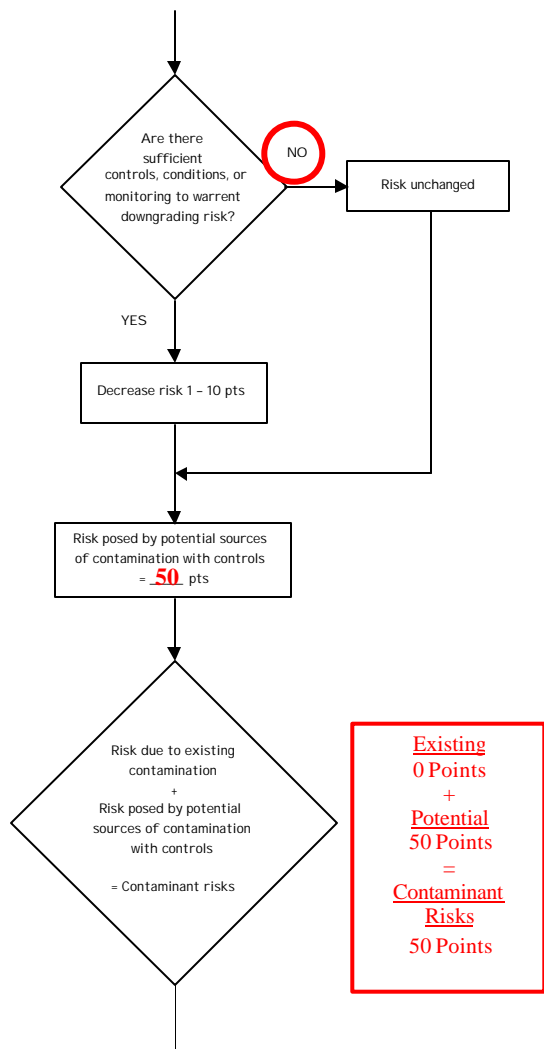 Are there
sufficient
controls, conditions, or
monitoring to warrent
downgrading risk?
NO
Risk unchanged
YES
Decrease risk 1 – 10 pts
Risk posed by potential sources
of contamination with controls
= 50 pts
Risk due to existing
contamination
+
Risk posed by potential
sources of contamination
with controls
= Contaminant risks
Existing
0 Points
+
Potential
50 Points
=
Contaminant
Risks
50 Points